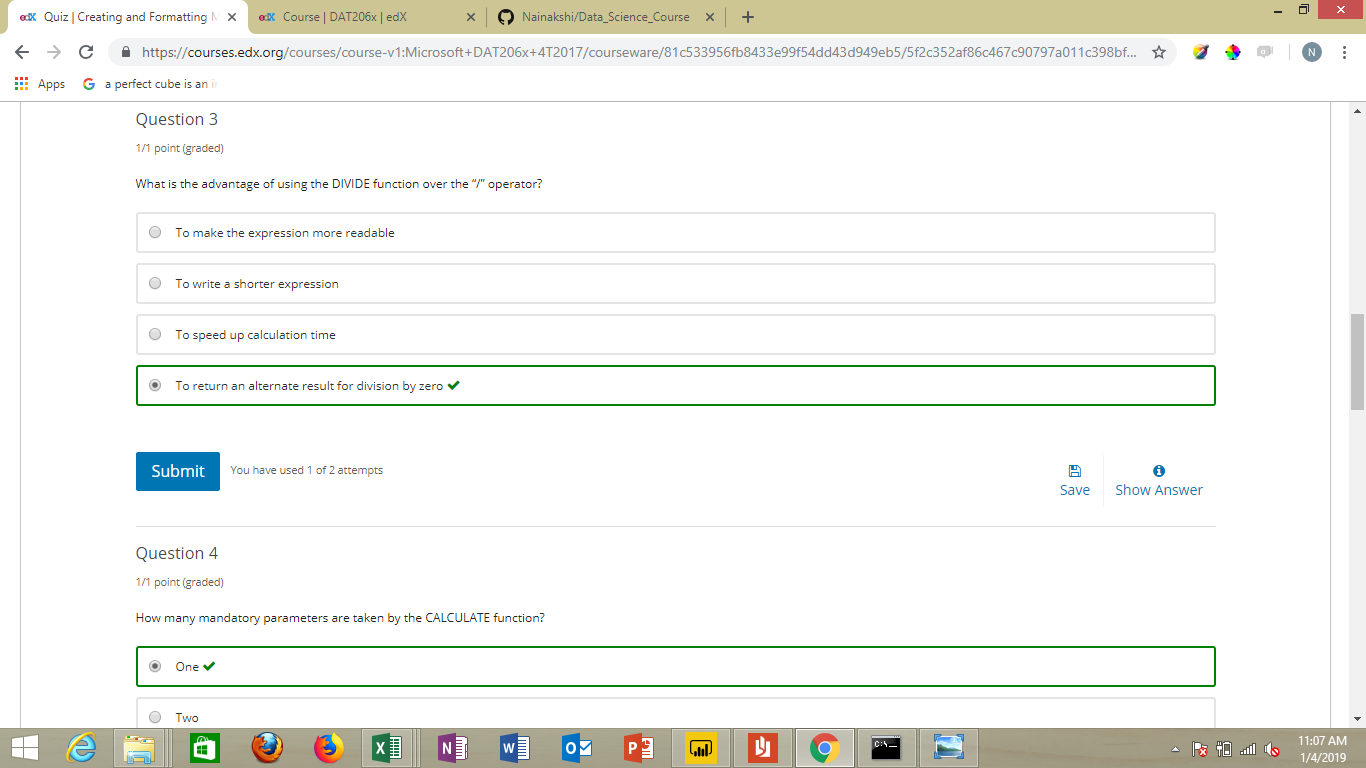 Quiz | Creating and Formatting M
Course | DAT206x | edX
Nainakshi/Data_Science_Course
https://courses.edx.org/courses/course-v1:Microsoft+DAT206x+4T2017/courseware/81c533956fb8433e99f54dd43d949eb5/5f2c352af86c467c90797a011c398bf...
N
Apps
a perfect cube is an i
Question 3
1/1 point (graded)
What is the advantage of using the DIVIDE function over the “/” operator?
To make the expression more readable
To write a shorter expression
To speed up calculation time
To return an alternate result for division by zero
Submit
You have used 1 of 2 attempts
Save
Show Answer
Question 4
1/1 point (graded)
How many mandatory parameters are taken by the CALCULATE function?
One
Two
11:07 AM
1/4/2019